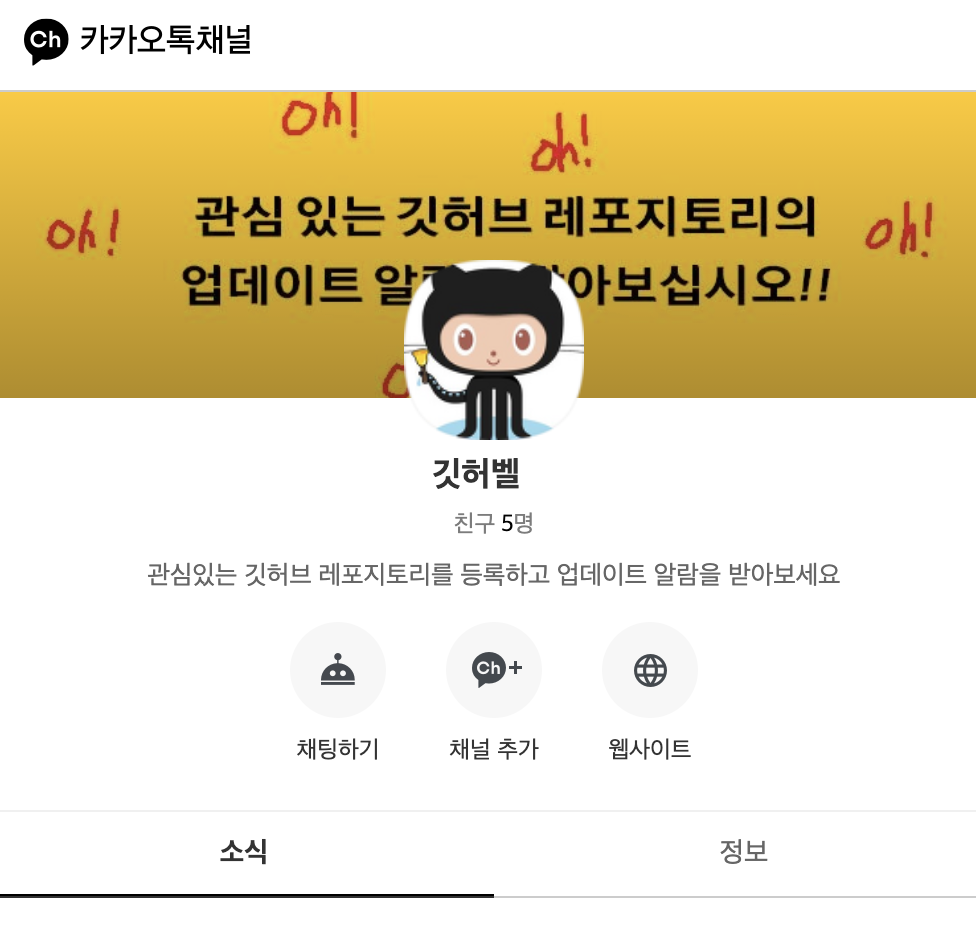 Ch 카카오톡채널
oh!
oh!
oh!
oh!
관심 있는 깃허브 레포지토리의
업데이트 받아보십시오!!
깃허벨
친구 5명
관심있는 깃허브 레포지토리를 등록하고 업데이트 알람을 받아보세요
Ch+
채팅하기 채널 추가 웹사이트
소식 정보